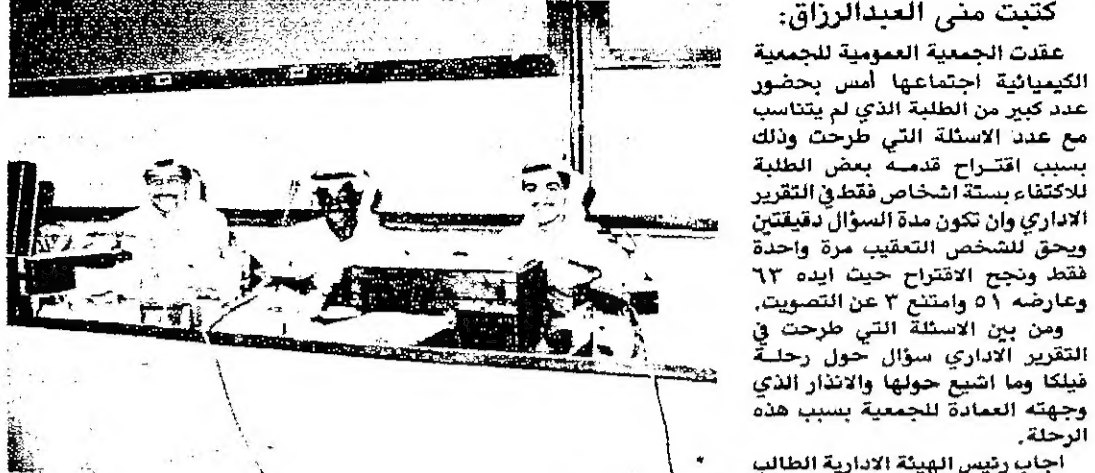 كتبت منى العبدالرزاق:
عقدت الجمعية العمومية للجمعية
الكيميائية اجتماعها أمس بحضور
عدد كبير من الطلبة الذي لم يتناسب
مع عدد الاسئلة التي طرحت وذلك
بسبب اقتراح قدمه بعض الطلبة
للاكتفاء بستة اشخاص فقط في التقرير
الاداري وان تكون مدة السؤال دقيقتين
ويحق للشخص التعقيب مرة واحدة
فقط ونجح الاقتراح حيث ايده ٦٣
وعارضه ٥١ وامتنع ٣ عن التصويت.
ومن بين الاسئلة التي طرحت في
التقرير الاداري سؤال حول رحلة
فيلكا وما اشيع حولها والانذار الذي
وجهته العمادة للجمعية بسبب هذه
الرحلة.
اجاب رئيس الهيئة الادارية الطالب